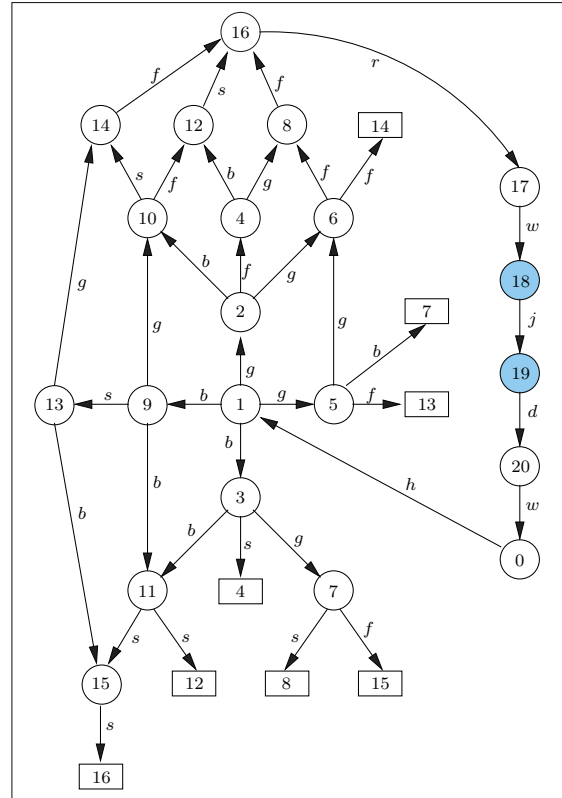 16
f s f r
14 12 8 14
17
s f b g f f w
10 4 6
18
b f g
g g g 2 7 j
b
g 19
13 s 9 b 1 g 5 f 13
d
b
h 20
3
b b w
b s g
0
11 4 7
s s s f
15 12 8 15
s
16